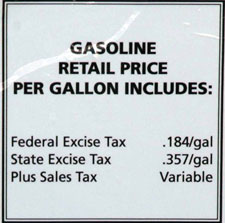 GASOLINE
RETAIL PRICE
PER GALLON INCLUDES:
Federal Excise Tax .184/gal
State Excise Tax .357/gal
Plus Sales Tax Variable